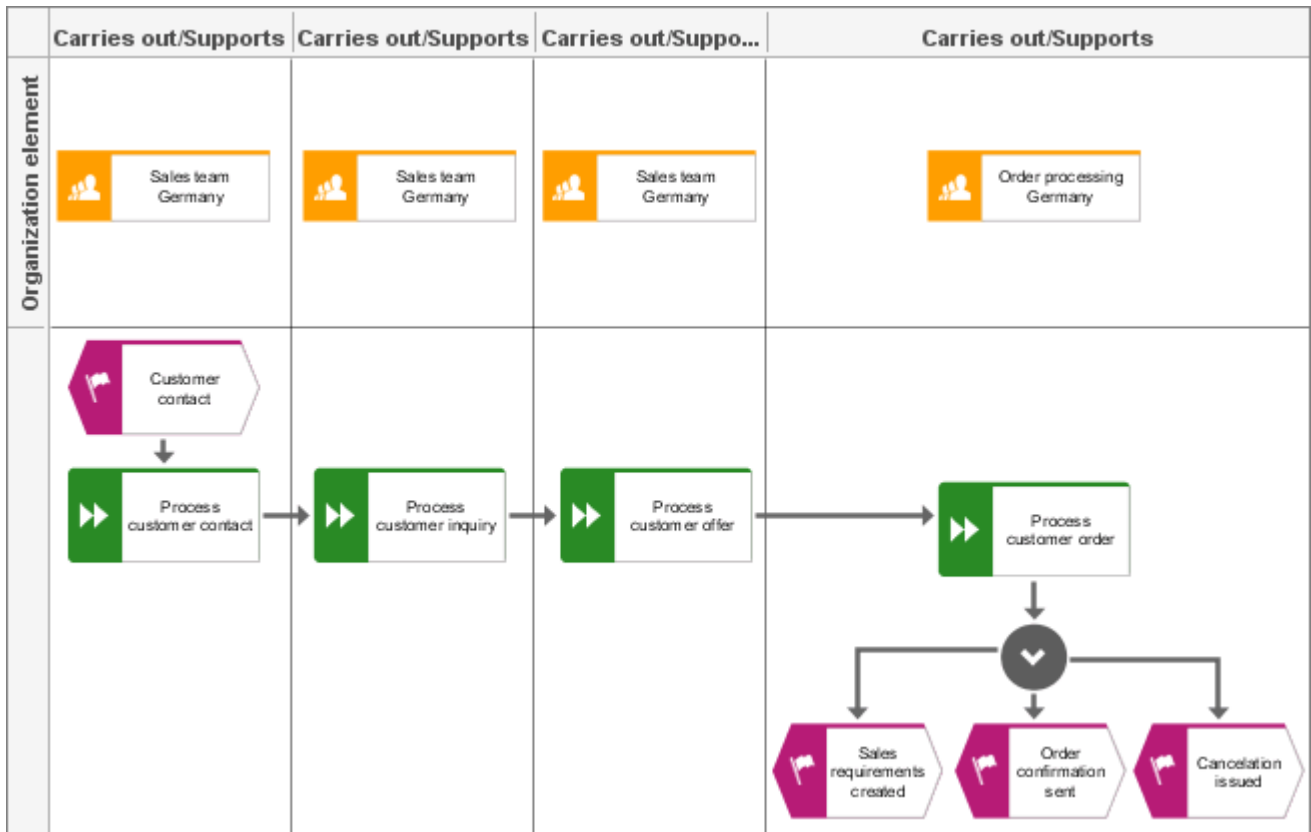 Carries out/Supports
Carries out/Supports
Carries out/Suppo...
Carries out/Supports
Organization element
Sales team
Germany
Sales team
Germany
Sales team
Germany
Order processing
Germany
Customer
contact
Process
customer contact
Process
customer inquiry
Process
customer offer
Process
customer order
Sales
requirements
created
Order
confirmation
sent
Cancelation
issued